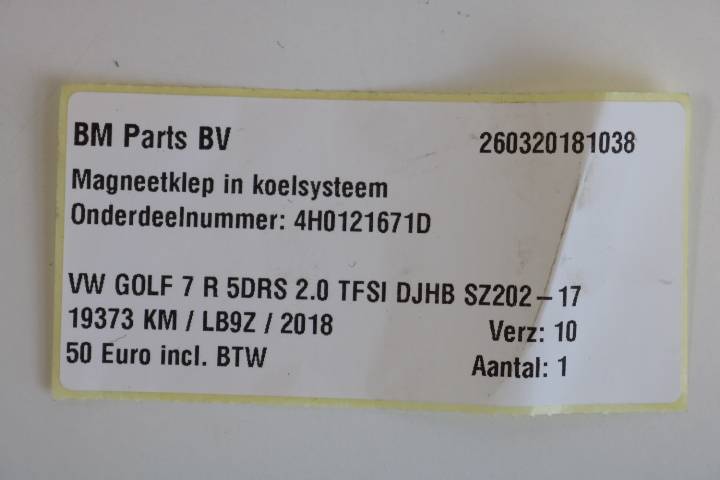 BM Parts BV 260320181038
Magneetklep in koelsysteem
Onderdeelnummer: 4H0121671D
VW GOLF 7 R 5DRS 2.0 TFSI DJHB SZ202-17
19373 KM / LB9Z / 2018 Verz: 10
50 Euro incl. BTW Aantal: 1